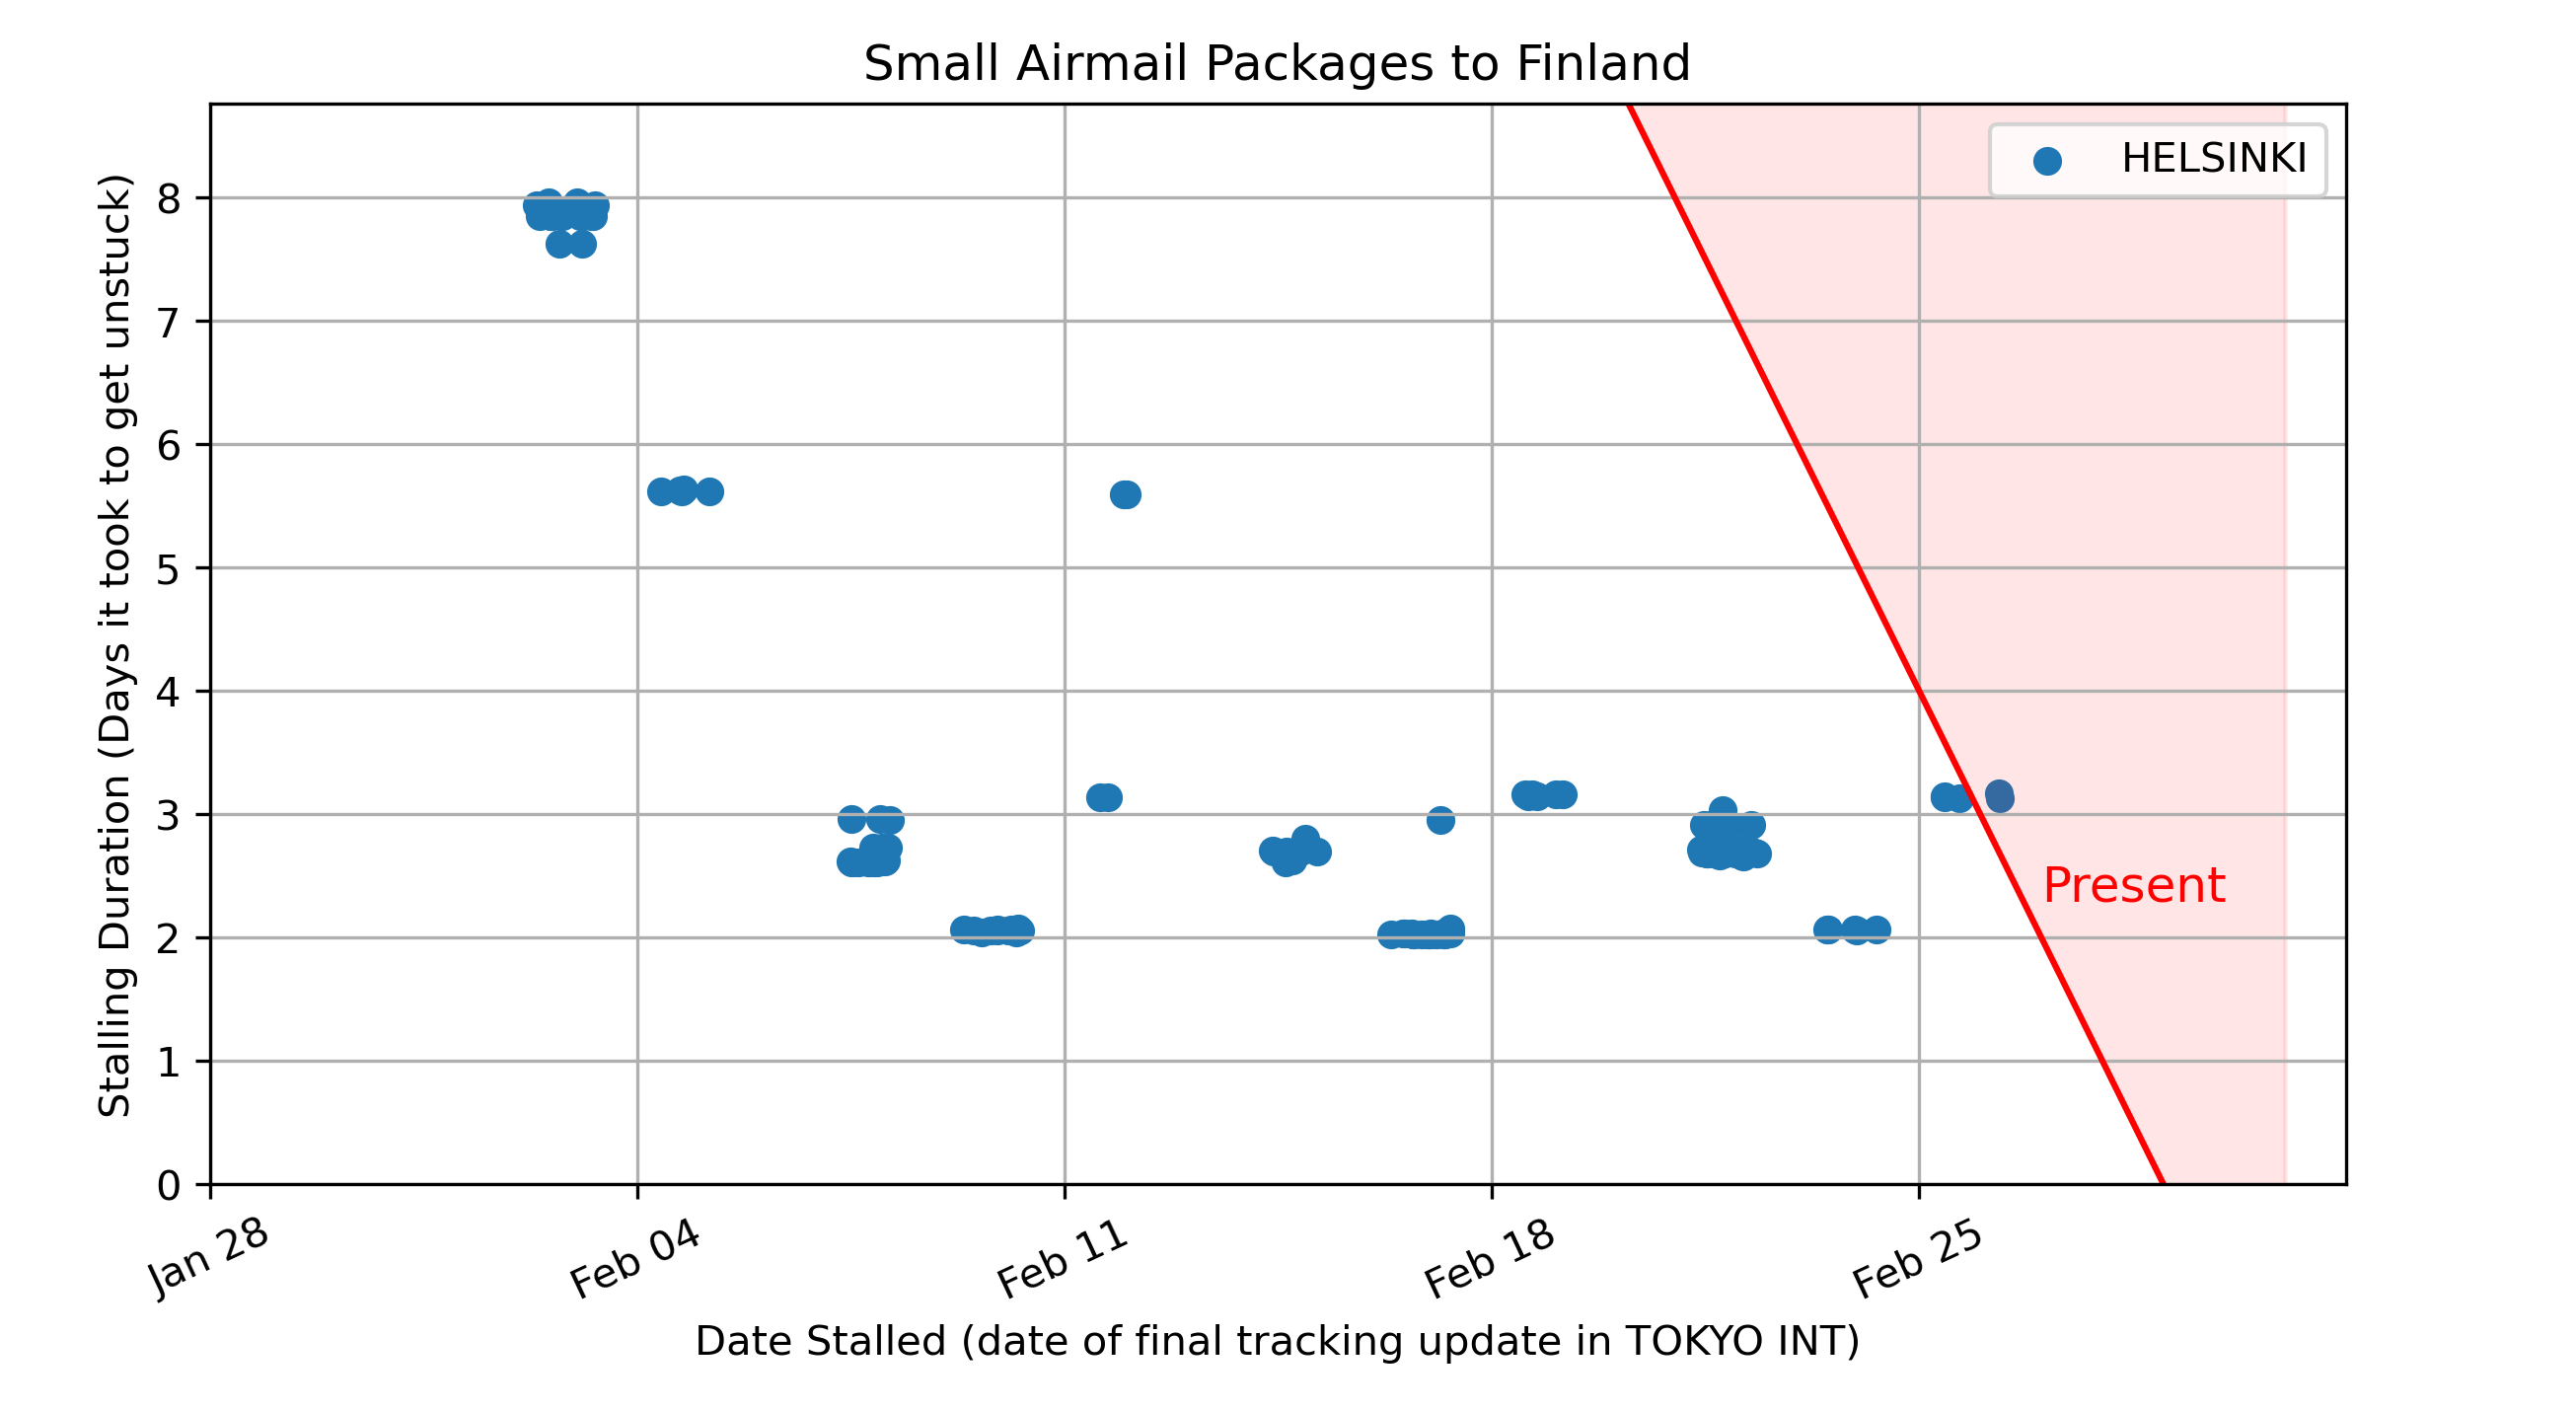 Small Airmail Packages to Finland
HELSINKI
Stalling Duration (Days it took to get unstuck)
8
7
6
5
4
3
2
1
0
Present
Jan 28
Feb 04
Feb 11
Feb 18
Feb 25
Date Stalled (date of final tracking update in TOKYO INT)